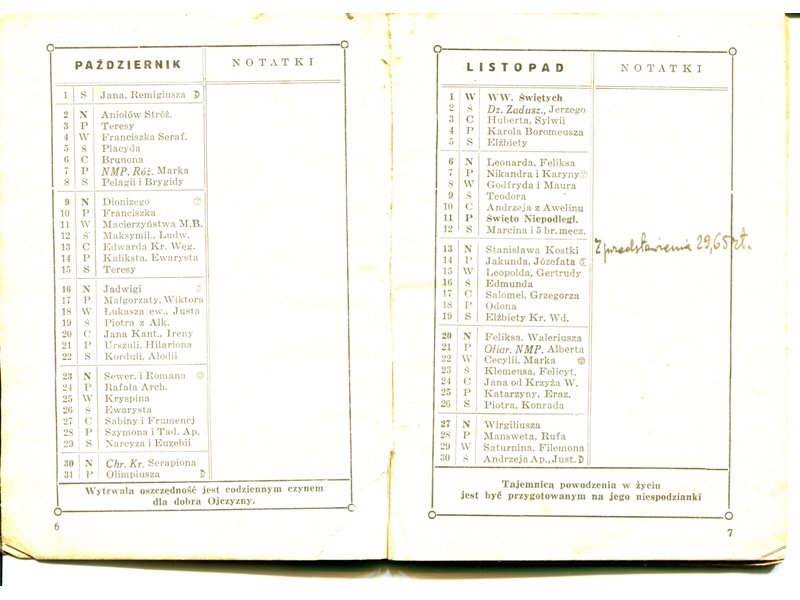 PAŹDZIERNIK
NOTATKI
1 S Jana, Remigiusza
2 N Aniołów Stróż.
3 P Teresy
4 W Franciszka Seraf.
5 Ś Placyda
6 C Brunona
7 P NMP. Róż. Marka
8 S Pelagii i Brygidy
9 N Dionizego
10 P Franciszka
11 W Macierzyństwa M.B.
12 Ś Maksymil., Ludw.
13 C Edwarda Kr. Węg.
14 P Kaliksta, Ewarysta
15 S Teresy
16 N Jadwigi
17 P Małgorzaty, Wiktora
18 W Łukasza ew., Justa
19 Ś Piotra z Alk.
20 C Jana Kant., Ireny
21 P Urszuli, Hilariona
22 S Korduli, Alodii
23 N Sewer. i Romana
24 P Rafała Arch.
25 W Kryspina
26 Ś Ewarysta
27 C Sabiny i Frumencj
28 P Szymona i Tad. Ap.
29 S Narcyza i Euzebii
30 N Chr. Kr. Serapiona
31 P Olimpiusza
Wytrwała oszczędność jest codziennym czynem
dla dobra Ojczyzny.
6
LISTOPAD
NOTATKI
1 W WW. Świętych
2 Ś Dz. Zadusz., Jerzego
3 C Huberta, Sylwii
4 P Karola Boromeusza
5 S Elżbiety
6 N Leonarda, Feliksa
7 P Nikandra i Karyny
8 W Godfryda i Maura
9 Ś Teodora
10 C Andrzeja z Awelinu
11 P Święto Niepodległ.
12 S Marcina i 5 br. męcz.
13 N Stanisława Kostki
Z przedstawienia 29,65 zł.
14 P Jakunda, Józefata
15 W Leopolda, Gertrudy
16 Ś Edmunda
17 C Salomei, Grzegorza
18 P Odona
19 S Elżbiety Kr. Wd.
20 N Feliksa, Waleriusza
21 P Ofiar. NMP. Alberta
22 W Cecylii, Marka
23 Ś Klemensa, Felicyt.
24 C Jana od Krzyża W.
25 P Katarzyny, Eraz.
26 S Piotra, Konrada
27 N Wirgiliusza
28 P Mansweta, Rufa
29 W Saturnina, Filemona
30 Ś Andrzeja Ap., Just.
Tajemnicą powodzenia w życiu
jest być przygotowanym na jego niespodzianki
7